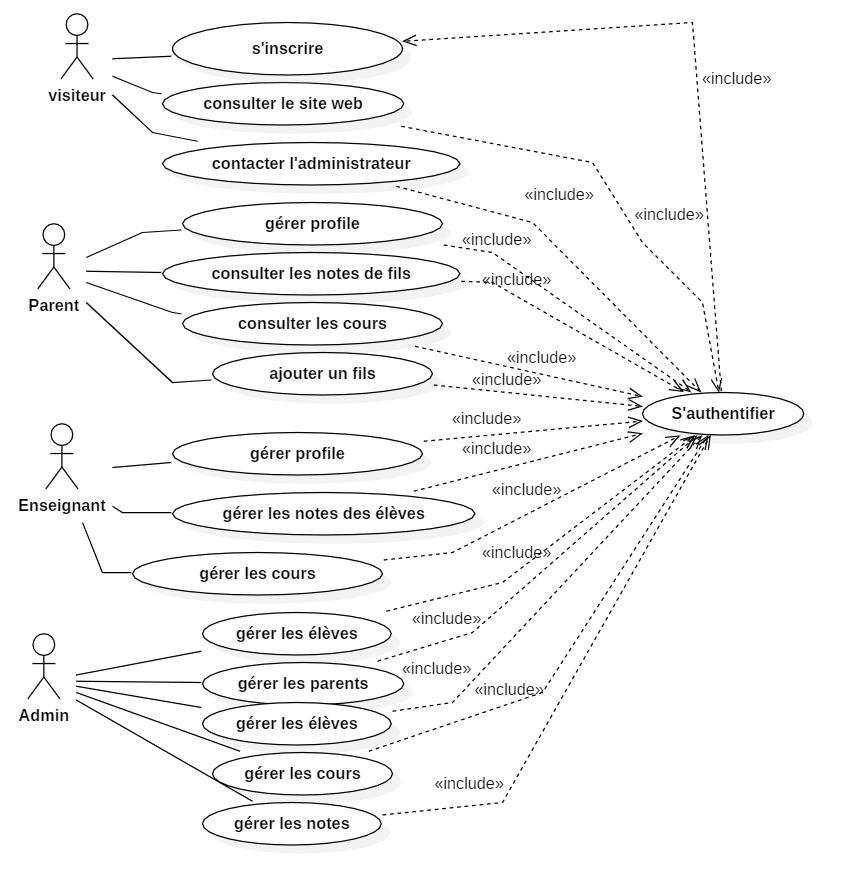 s'inscrire
«include»
visiteur
consulter le site web
contacter l'administrateur
«include»
«include»
gérer profile
«include»
consulter les notes de fils
«include»
Parent
consulter les cours
«include»
ajouter un fils
«include»
S'authentifier
«include»
gérer profile
«include»
«include»
Enseignant
gérer les notes des élèves
«include»
gérer les cours
«include»
gérer les élèves
«include»
gérer les parents
«include»
Admin
gérer les élèves
gérer les cours
«include»
gérer les notes